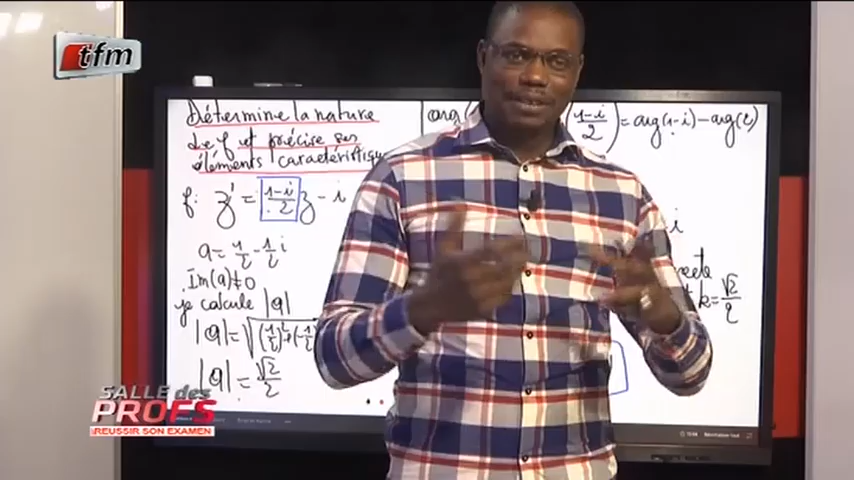 tfm
Détermine la nature
de f et précise ses
éléments caractéristiq
f: z' = 1-i/2 z - i
a = 1/2 - 1/2 i
Im(a)≠0
je calcule |a|
|a| = √(1/2)²+(-1/2)
|a| = √2/2
arg(
(1-i/2) = arg(1-i) - arg(2)
i
k = √2/2
SALLE des
PROFS
RÉUSSIR SON EXAMEN